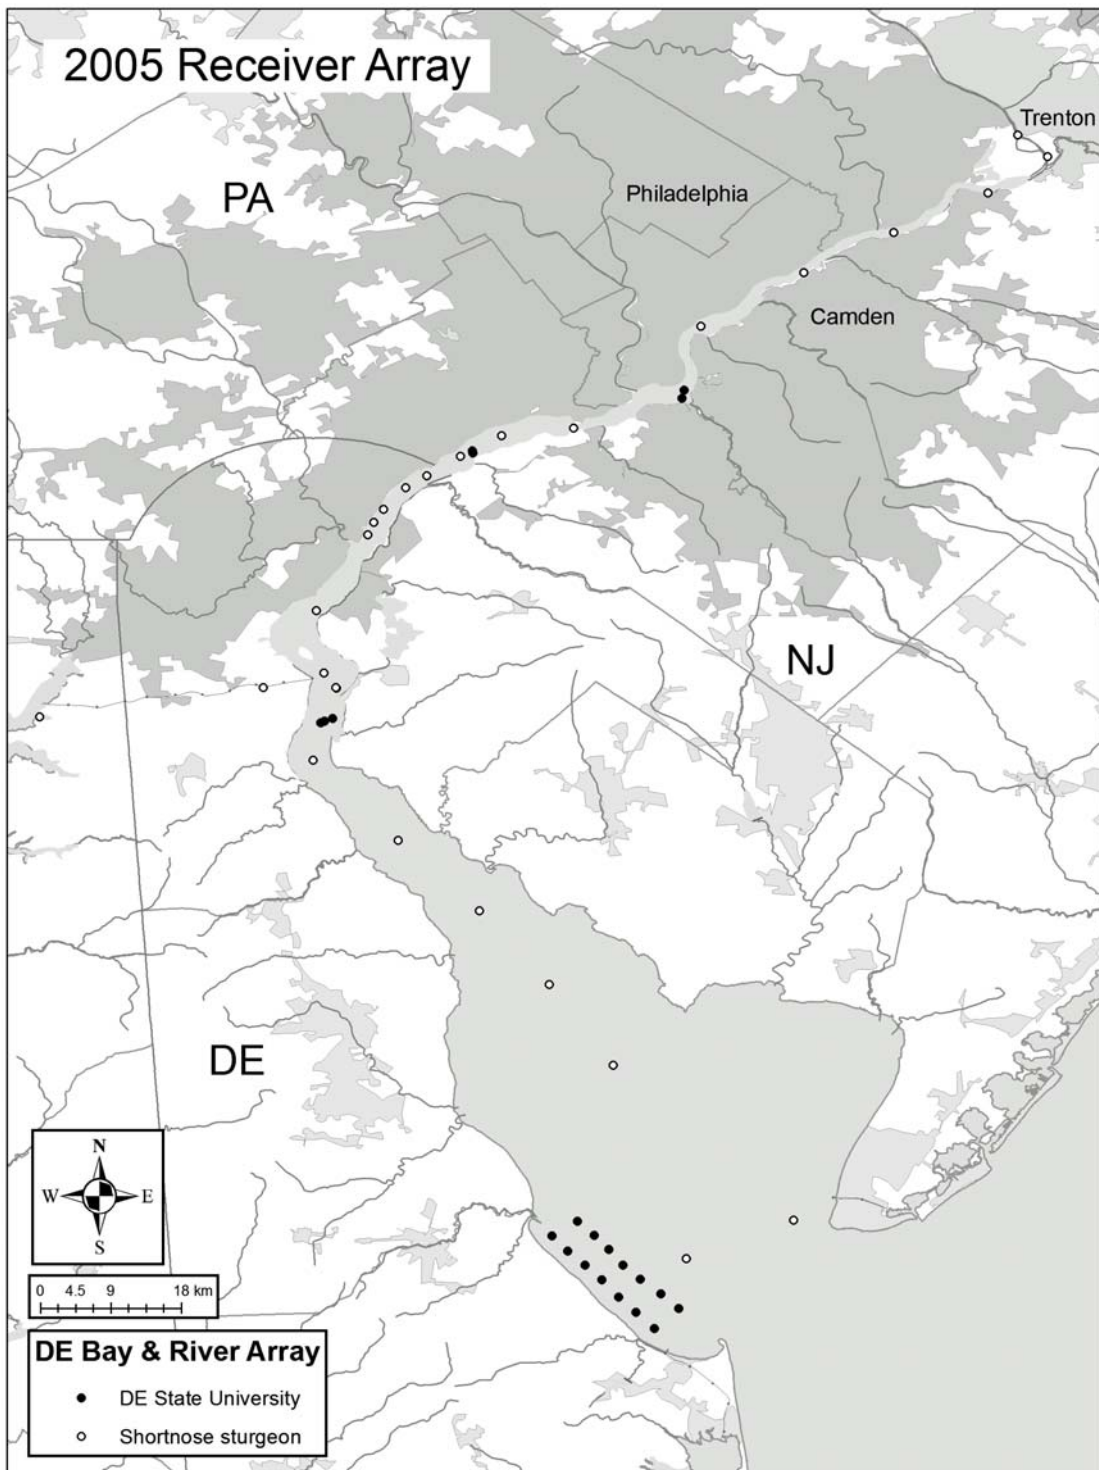 2005 Receiver Array
Trenton
PA
Philadelphia
Camden
NJ
DE
N
W E
S
0 4.5 9 18 km
DE Bay & River Array
DE State University
Shortnose sturgeon